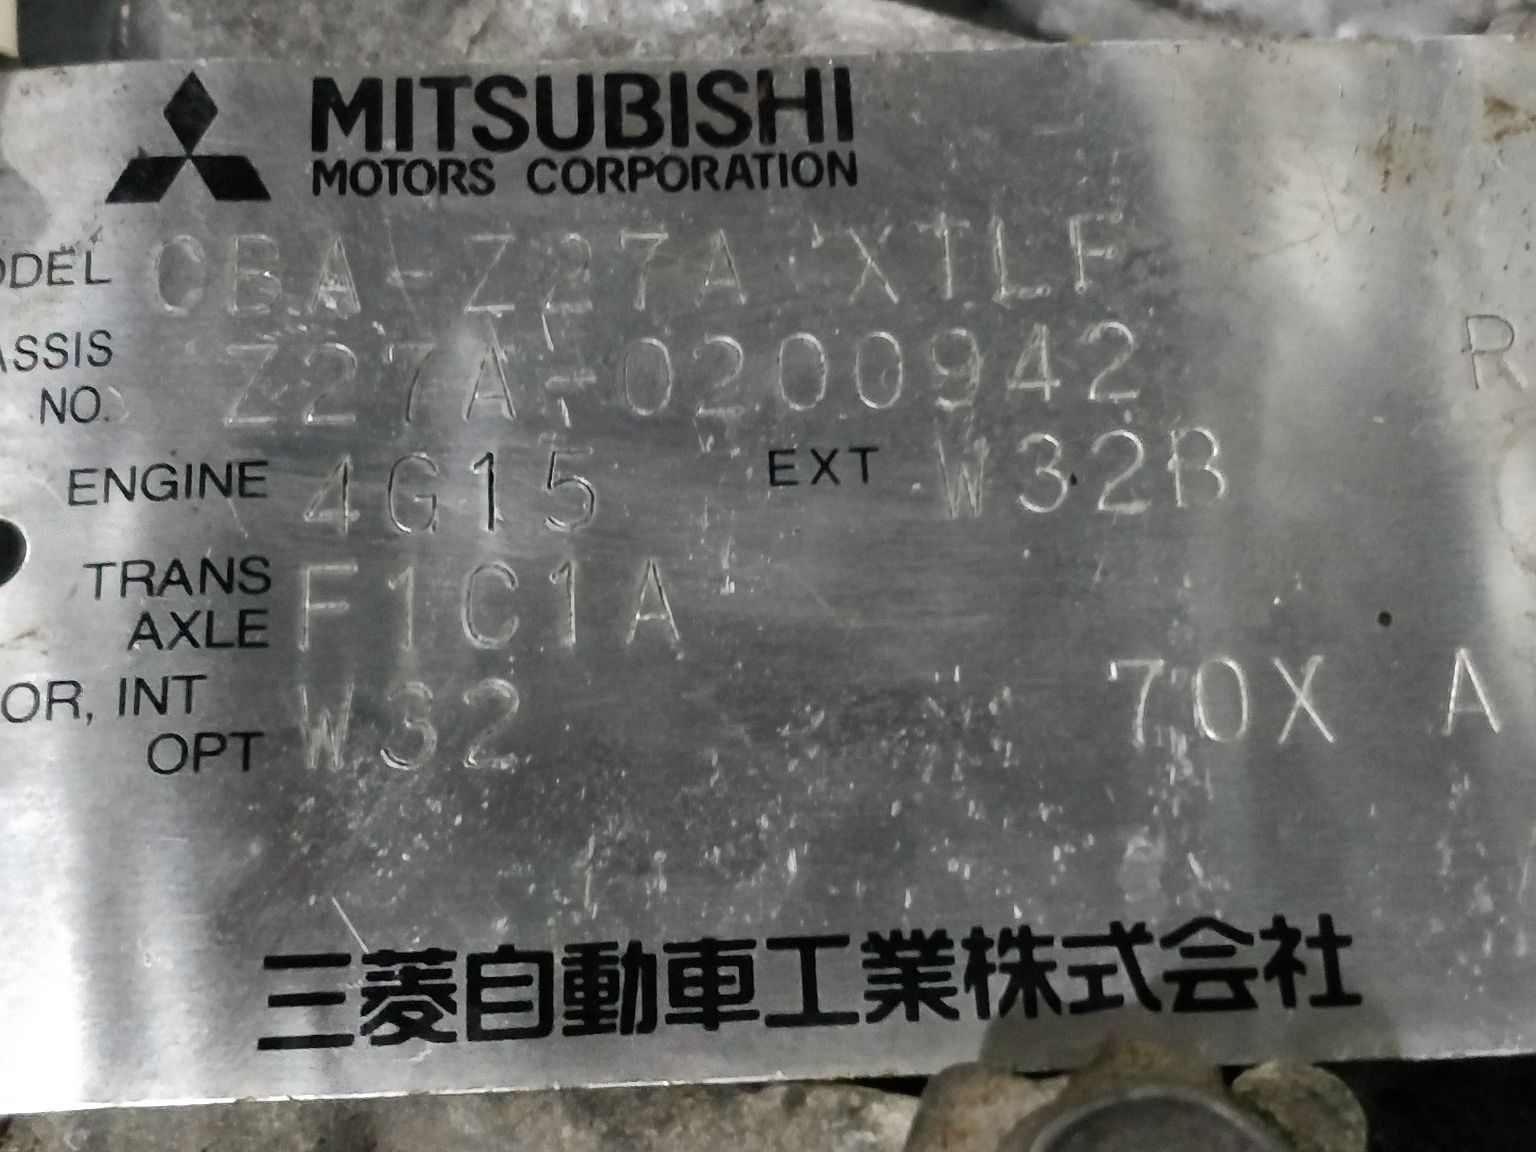 MITSUBISHI
MOTORS CORPORATION
ODEL CBA-Z27A XTLF
ASSIS NO. Z27A-0200942 R
ENGINE 4G15 EXT W32B
TRANS AXLE F1C1A
OR, INT OPT W32 70X A
三菱自動車工業株式会社